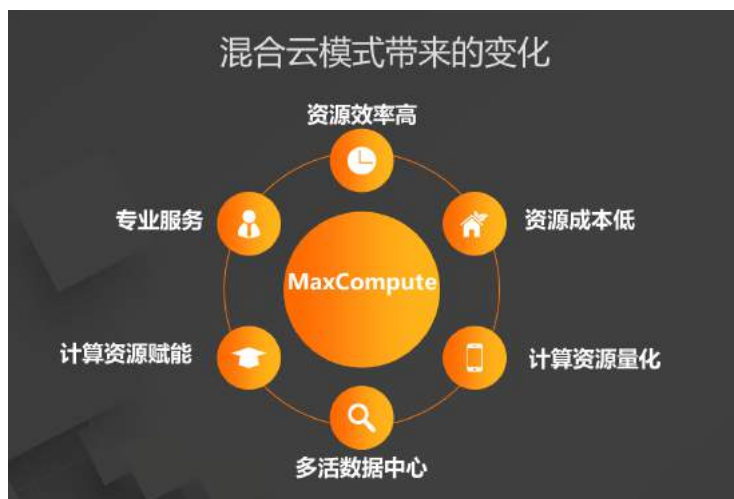 混合云模式带来的变化
资源效率高
专业服务
资源成本低
MaxCompute
计算资源赋能
计算资源量化
多活数据中心